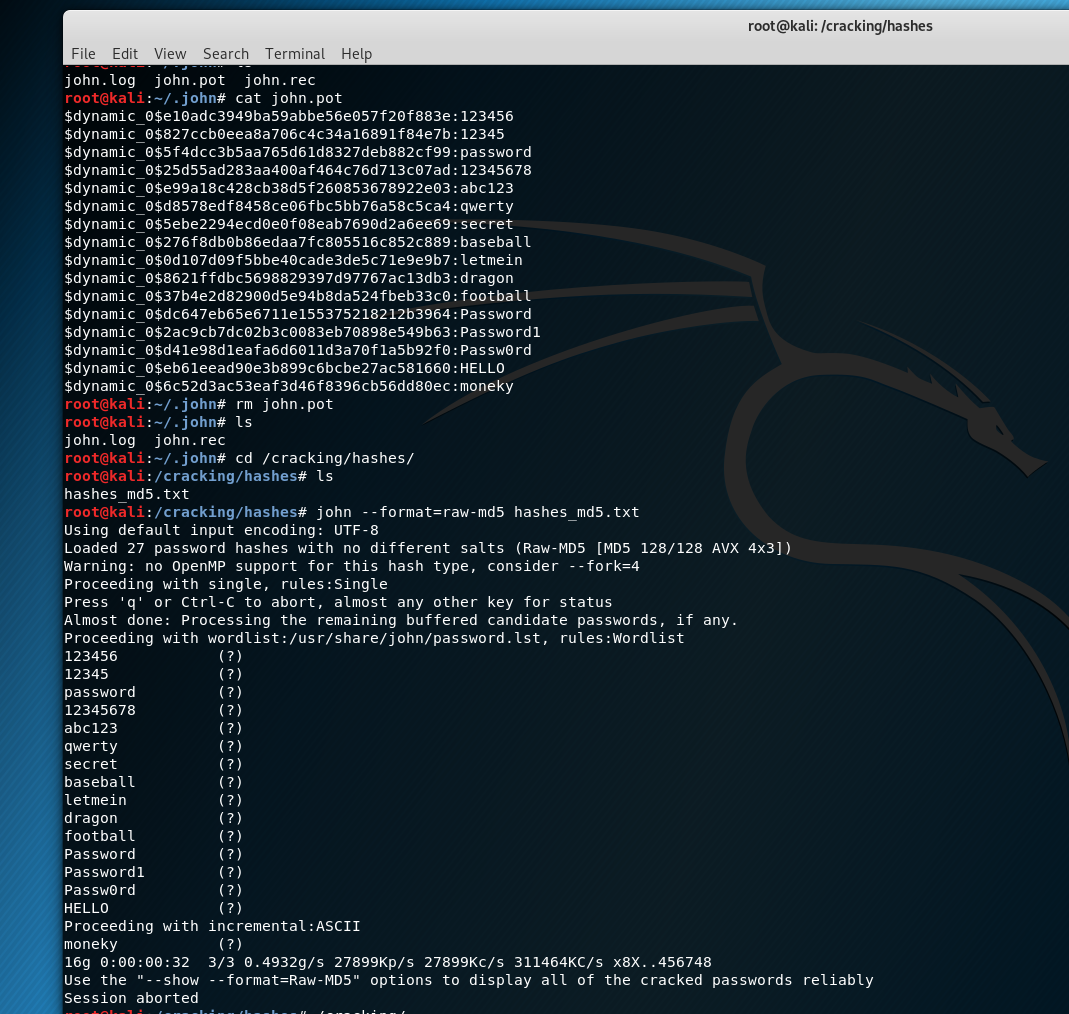 root@kali: /cracking/hashes
File Edit View Search Terminal Help
john.log  john.pot  john.rec
root@kali:~/.john# cat john.pot
$dynamic_0$e10adc3949ba59abbe56e057f20f883e:123456
$dynamic_0$827ccb0eea8a706c4c34a16891f84e7b:12345
$dynamic_0$5f4dcc3b5aa765d61d8327deb882cf99:password
$dynamic_0$25d55ad283aa400af464c76d713c07ad:12345678
$dynamic_0$e99a18c428cb38d5f260853678922e03:abc123
$dynamic_0$d8578edf8458ce06fbc5bb76a58c5ca4:qwerty
$dynamic_0$5ebe2294ecd0e0f08eab7690d2a6ee69:secret
$dynamic_0$276f8db0b86edaa7fc805516c852c889:baseball
$dynamic_0$0d107d09f5bbe40cade3de5c71e9e9b7:letmein
$dynamic_0$8621ffdbc5698829397d97767ac13db3:dragon
$dynamic_0$37b4e2d82900d5e94b8da524fbeb33c0:football
$dynamic_0$dc647eb65e6711e155375218212b3964:Password
$dynamic_0$2ac9cb7dc02b3c0083eb70898e549b63:Password1
$dynamic_0$d41e98d1eafa6d6011d3a70f1a5b92f0:Passw0rd
$dynamic_0$eb61eead90e3b899c6bcbe27ac581660:HELLO
$dynamic_0$6c52d3ac53eaf3d46f8396cb56dd80ec:moneky
root@kali:~/.john# rm john.pot
root@kali:~/.john# ls
john.log  john.rec
root@kali:~/.john# cd /cracking/hashes/
root@kali:/cracking/hashes# ls
hashes_md5.txt
root@kali:/cracking/hashes# john --format=raw-md5 hashes_md5.txt
Using default input encoding: UTF-8
Loaded 27 password hashes with no different salts (Raw-MD5 [MD5 128/128 AVX 4x3])
Warning: no OpenMP support for this hash type, consider --fork=4
Proceeding with single, rules:Single
Press 'q' or Ctrl-C to abort, almost any other key for status
Almost done: Processing the remaining buffered candidate passwords, if any.
Proceeding with wordlist:/usr/share/john/password.lst, rules:Wordlist
123456           (?)
12345            (?)
password         (?)
12345678         (?)
abc123           (?)
qwerty           (?)
secret           (?)
baseball         (?)
letmein          (?)
dragon           (?)
football         (?)
Password         (?)
Password1        (?)
Passw0rd         (?)
HELLO            (?)
Proceeding with incremental:ASCII
moneky           (?)
16g 0:00:00:32  3/3 0.4932g/s 27899Kp/s 27899Kc/s 311464KC/s x8X..456748
Use the "--show --format=Raw-MD5" options to display all of the cracked passwords reliably
Session aborted